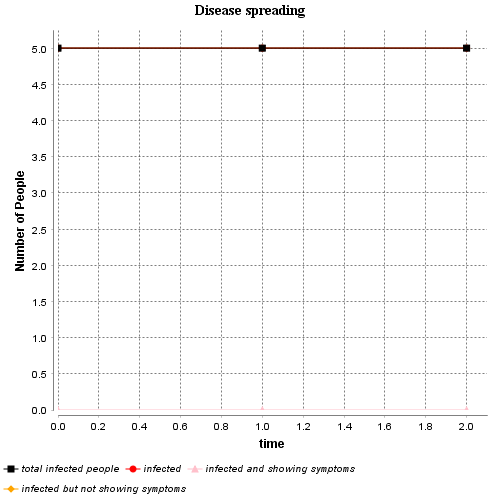 Disease spreading
Number of People
5.0
4.5
4.0
3.5
3.0
2.5
2.0
1.5
1.0
0.5
0.0
0.0 0.2 0.4 0.6 0.8 1.0 1.2 1.4 1.6 1.8 2.0
time
total infected people infected infected and showing symptoms
infected but not showing symptoms